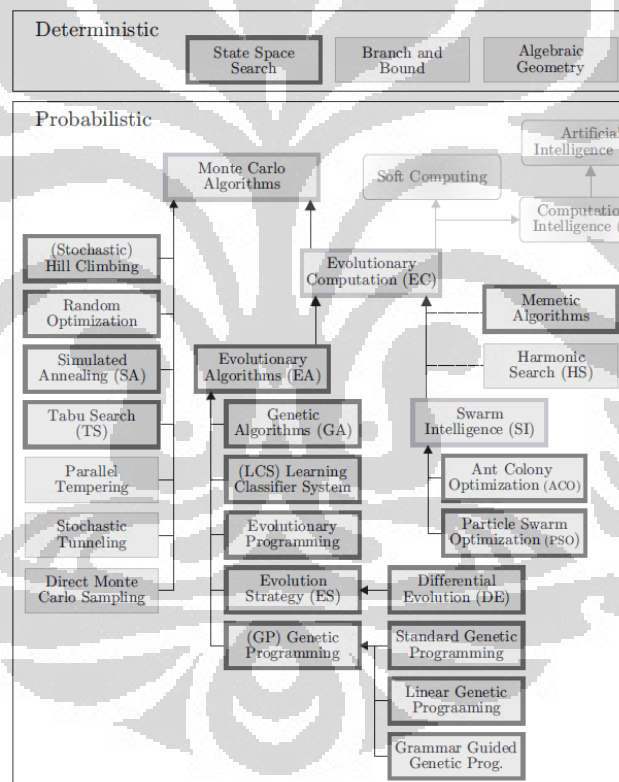 Deterministic
State Space
Search
Branch and
Bound
Algebraic
Geometry
Probabilistic
Artificial
Intelligence
Monte Carlo
Algorithms
Soft Computing
Intelligence (
(Stochastic)
Hill Climbing
Evolutionary
Computation (EC)
Random
Optimization
Memetic
Algorithms
Simulated
Annealing (SA)
Evolutionary
Algorithms (EA)
Harmonic
Search (HS)
Tabu Search
(TS)
Genetic
Algorithms (GA)
Swarm
Intelligence (SI)
Parallel
Tempering
(LCS) Learning
Classifier System
Ant Colony
Optimization (ACO)
Stochastic
Tunneling
Evolutionary
Programming
Particle Swarm
Optimization (PSO)
Direct Monte
Carlo Sampling
Evolution
Strategy (ES)
Differential
Evolution (DE)
(GP) Genetic
Programming
Standard Genetic
Programming
Linear Genetic
Prograaming
Grammar Guided
Genetic Prog.